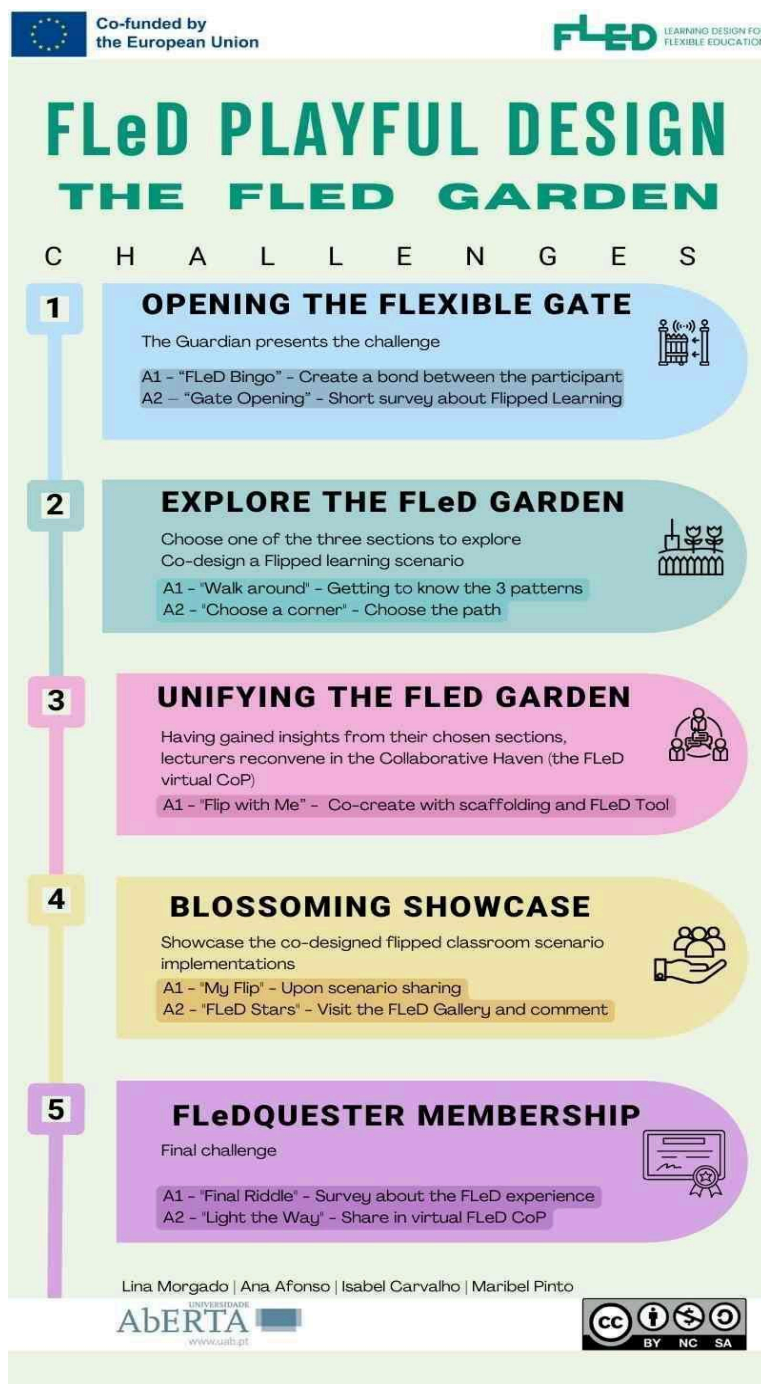 Co-funded by
the European Union
FLED
LEARNING DESIGN FO
FLEXIBLE EDUCATION
FLeD PLAYFUL DESIGN
THE FLED GARDEN
C H A L L E N G E S
1
OPENING THE FLEXIBLE GATE
The Guardian presents the challenge
A1 - “FLeD Bingo” - Create a bond between the participant
A2 – “Gate Opening” - Short survey about Flipped Learning
2
EXPLORE THE FLeD GARDEN
Choose one of the three sections to explore
Co-design a Flipped learning scenario
A1 - "Walk around" - Getting to know the 3 patterns
A2 - "Choose a corner" - Choose the path
3
UNIFYING THE FLED GARDEN
Having gained insights from their chosen sections,
lecturers reconvene in the Collaborative Haven (the FLeD
virtual CoP)
A1 - "Flip with Me” - Co-create with scaffolding and FLeD Tool
4
BLOSSOMING SHOWCASE
Showcase the co-designed flipped classroom scenario
implementations
A1 - "My Flip" - Upon scenario sharing
A2 - "FLeD Stars" - Visit the FLeD Gallery and comment
5
FLeDQUESTER MEMBERSHIP
Final challenge
A1 - "Final Riddle" - Survey about the FLeD experience
A2 - "Light the Way" - Share in virtual FLeD CoP
Lina Morgado | Ana Afonso | Isabel Carvalho | Maribel Pinto
UNIVERSIDADE
AbERTA
www.uab.pt
cc
BY NC SA